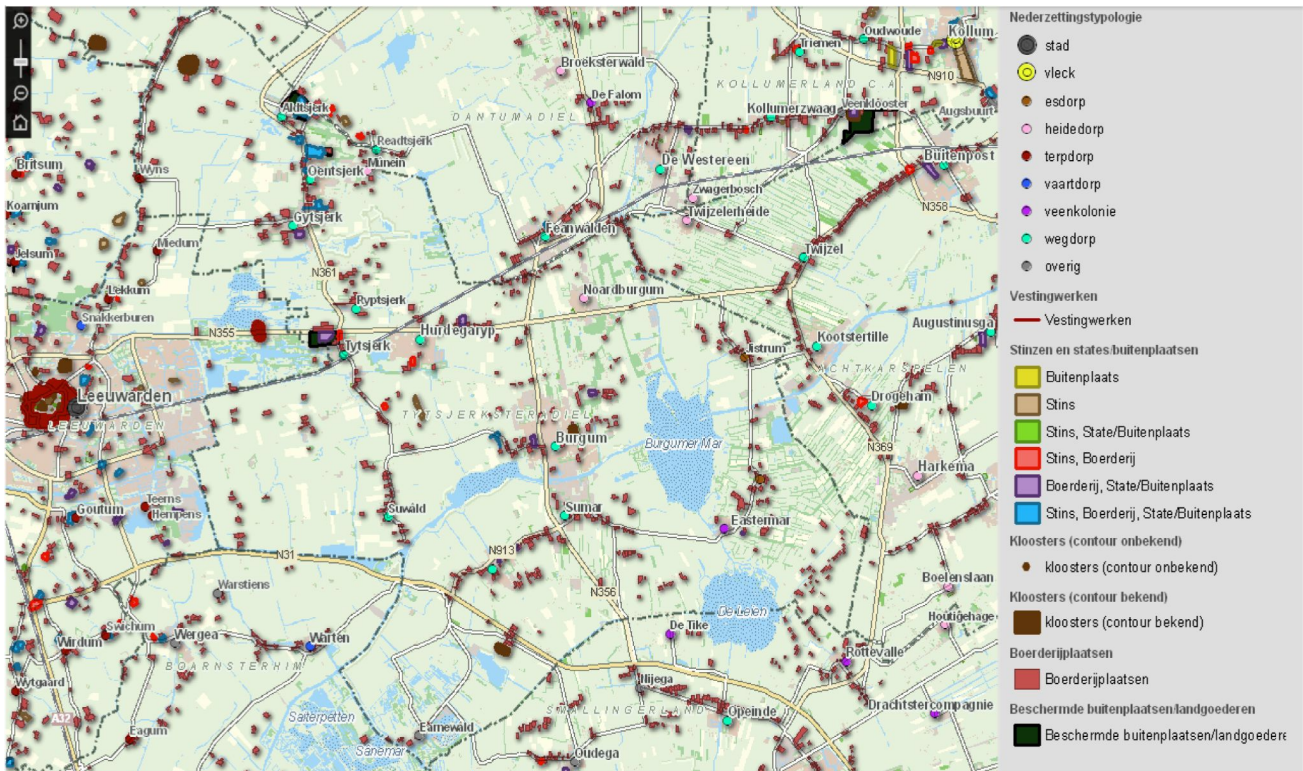 Oudwoude
Kollum
Triemen
Broeksterwald
N910
KOLLUMERLAND C.A
De Falom
Aldtsjerk
DANTUMADIEL
Kollumerzwaag
Veenklooster
Augsbuurt
Readtsjerk
Britsum
Wyns
Oentsjerk
Munein
De Westereen
Buitenpost
Zwagerbosch
Koarnjum
Gytsjerk
Twijzelerheide
N358
Feanwâlden
Jelsum
Miedum
Twijzel
N361
Lekkum
Noardburgum
Ryptsjerk
Snakkerburen
N355
Hurdegaryp
Augustinusga
Tytsjerk
Jistrum
Kootstertille
ACHTKARSPELEN
Leeuwarden
LEEUWARDEN
TYTSJERKSTERADIEL
Drogeham
Burgum
Burgumer Mar
N369
Harkema
Teerns
Goutum
Hempens
Suwâld
Sumar
Eastermar
N31
N913
Warstiens
N356
Boelenslaan
De Leien
Swichum
Wirdum
Wergea
Warten
De Tike
Houtigehage
BOARNSTERHIM
Rottevalle
Wytgaard
Nijega
A32
Saiterpetten
SMALLINGERLAND
Drachtstercompagnie
Eagum
Earnewâld
Opeinde
Sânemar
Oudega
Nederzettingstypologie
stad
vleck
esdorp
heidedorp
terpdorp
vaartdorp
veenkolonie
wegdorp
overig
Vestingwerken
Vestingwerken
Stinzen en states/buitenplaatsen
Buitenplaats
Stins
Stins, State/Buitenplaats
Stins, Boerderij
Boerderij, State/Buitenplaats
Stins, Boerderij, State/Buitenplaats
Kloosters (contour onbekend)
kloosters (contour onbekend)
Kloosters (contour bekend)
kloosters (contour bekend)
Boerderijplaatsen
Boerderijplaatsen
Beschermde buitenplaatsen/landgoederen
Beschermde buitenplaatsen/landgoedere